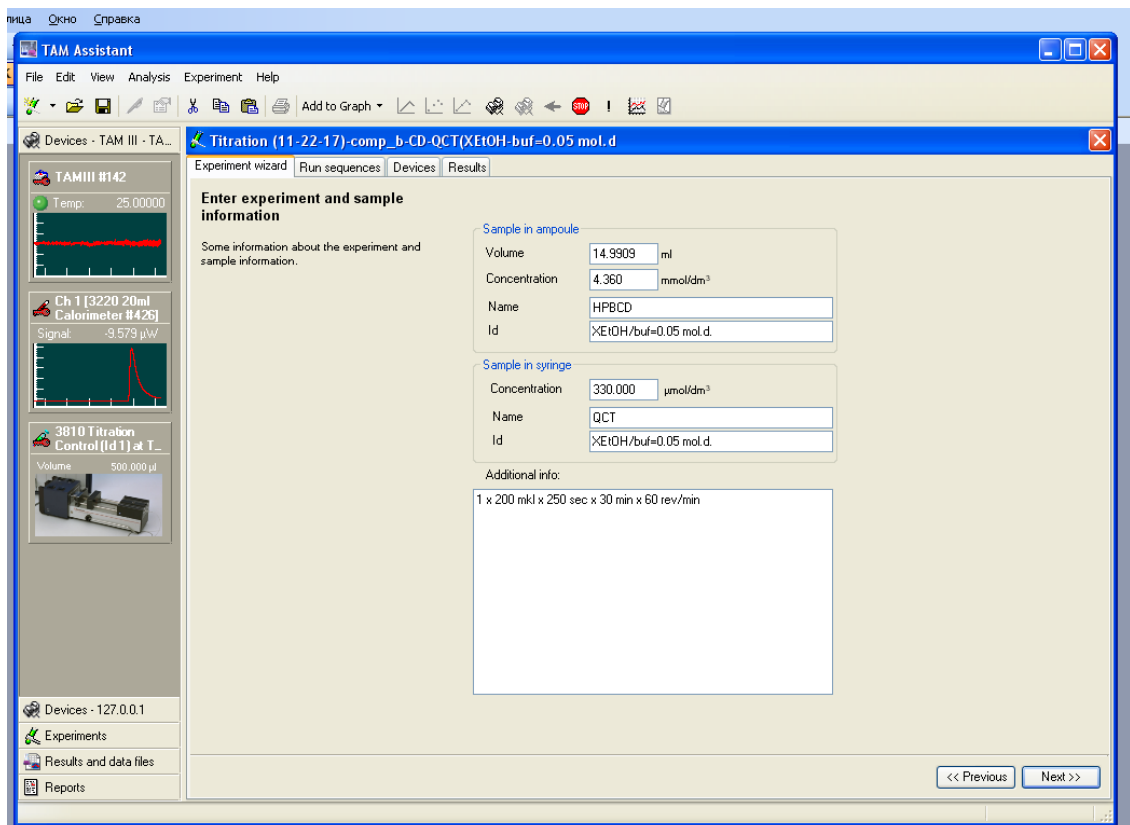 Окно Справка
TAM Assistant
File Edit View Analysis Experiment Help
Add to Graph
STOP
Devices - TAM III - TA...
TAMIII #142
Temp: 25.00000
Ch 1 [3220 20ml
Calorimeter #426]
Signal: -9.579 µW
3810 Titration
Control (Id 1) at T...
Volume 500.000 µl
Devices - 127.0.0.1
Experiments
Results and data files
Reports
Titration (11-22-17)-comp_b-CD-QCT(XEtOH-buf=0.05 mol.d
Experiment wizard Run sequences Devices Results
Enter experiment and sample
information
Some information about the experiment and
sample information.
Sample in ampoule
Volume 14.9909 ml
Concentration 4.360 mmol/dm³
Name HPBCD
Id XEtOH/buf=0.05 mol.d.
Sample in syringe
Concentration 330.000 µmol/dm³
Name QCT
Id XEtOH/buf=0.05 mol.d.
Additional info:
1 x 200 mkl x 250 sec x 30 min x 60 rev/min
<< Previous Next >>